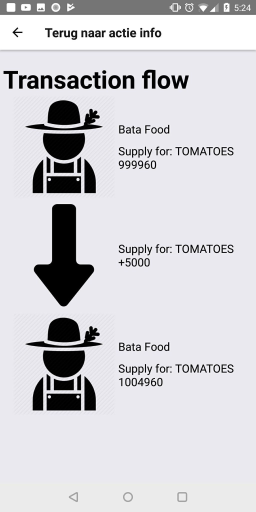 5:24
Terug naar actie info
Transaction flow
Bata Food
Supply for: TOMATOES
999960
Supply for: TOMATOES
+5000
Bata Food
Supply for: TOMATOES
1004960